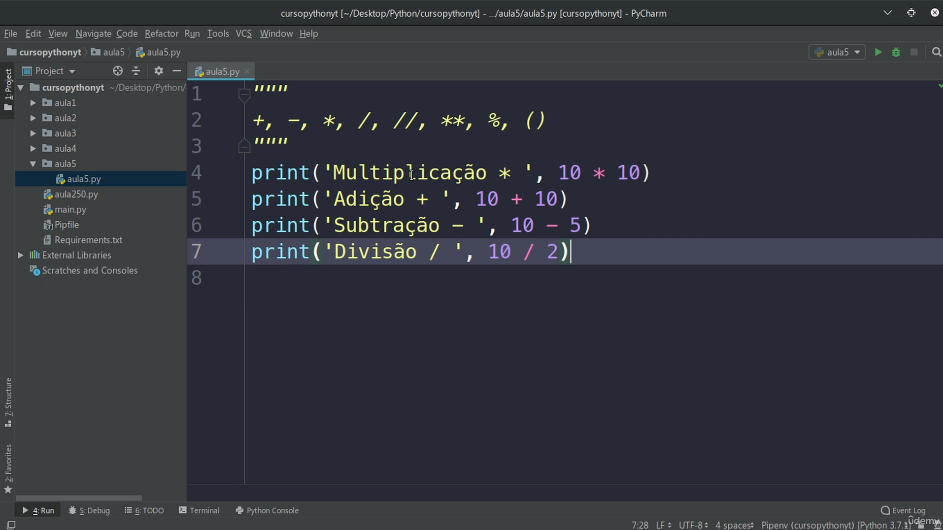 cursopythonyt [~/Desktop/Python/cursopythonyt] - .../aula5/aula5.py [cursopythonyt] - PyCharm
File Edit View Navigate Code Refactor Run Tools VCS Window Help
cursopythonyt aula5 aula5.py aula5
1: Project
Project
aula5.py
cursopythonyt ~/Desktop/Python/
aula1
aula2
aula3
aula4
aula5
aula5.py
aula250.py
main.py
Pipfile
Requirements.txt
External Libraries
Scratches and Consoles
1 """
2 +, -, *, /, //, **, %, ()
3 """
4 print('Multiplicação * ', 10 * 10)
5 print('Adição + ', 10 + 10)
6 print('Subtração - ', 10 - 5)
7 print('Divisão / ', 10 / 2)
8
7: Structure
2: Favorites
4: Run 5: Debug 6: TODO Terminal Python Console Event Log
7:28 LF UTF-8 4 spaces Pipenv (cursopythonyt) [Python 3.7
udemy